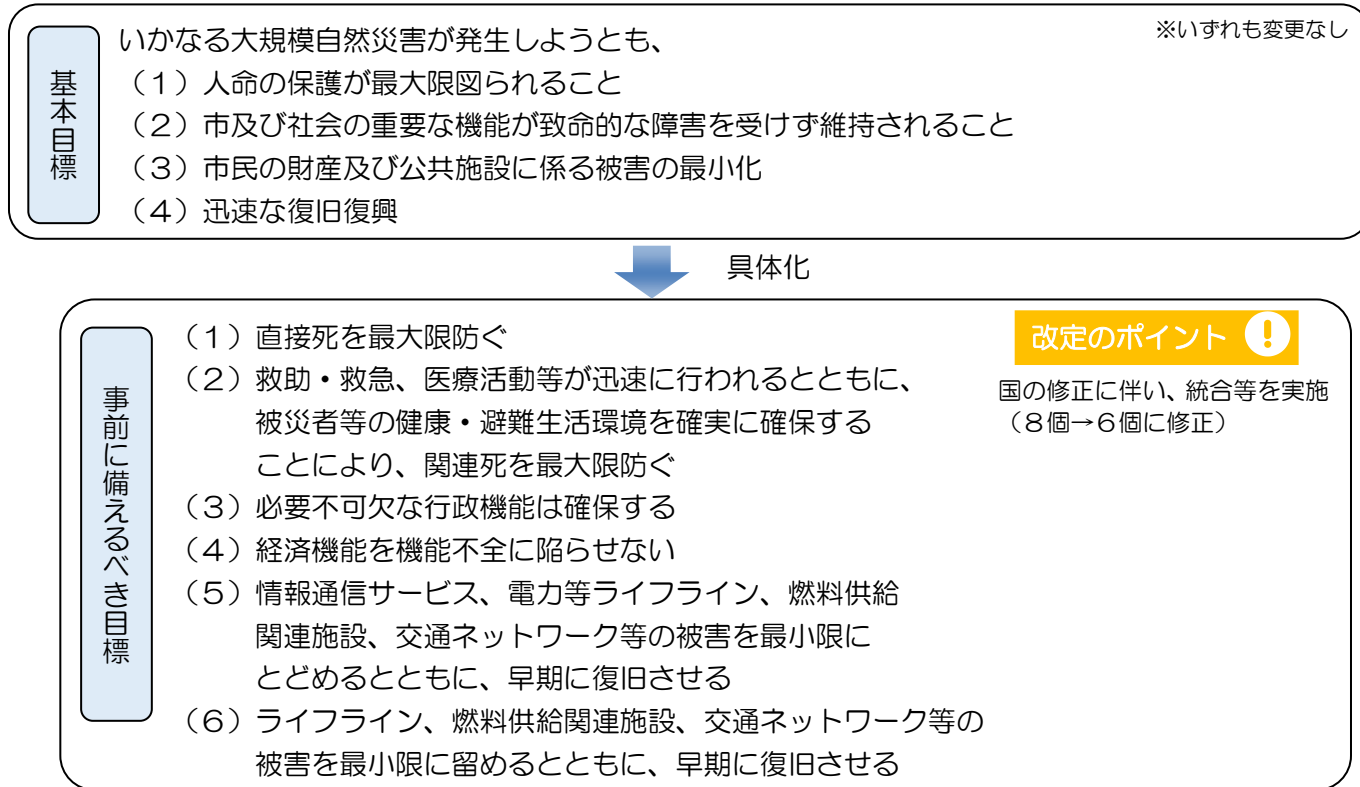 基本目標
いかなる大規模自然災害が発生しようとも、
※いずれも変更なし
（１）人命の保護が最大限図られること
（２）市及び社会の重要な機能が致命的な障害を受けず維持されること
（３）市民の財産及び公共施設に係る被害の最小化
（４）迅速な復旧復興
具体化
事前に備えるべき目標
（１）直接死を最大限防ぐ
（２）救助・救急、医療活動等が迅速に行われるとともに、
被災者等の健康・避難生活環境を確実に確保する
ことにより、関連死を最大限防ぐ
（３）必要不可欠な行政機能は確保する
（４）経済機能を機能不全に陥らせない
（５）情報通信サービス、電力等ライフライン、燃料供給
関連施設、交通ネットワーク等の被害を最小限に
とどめるとともに、早期に復旧させる
（６）ライフライン、燃料供給関連施設、交通ネットワーク等の
被害を最小限に留めるとともに、早期に復旧させる
改定のポイント !
国の修正に伴い、統合等を実施
（８個→６個に修正）